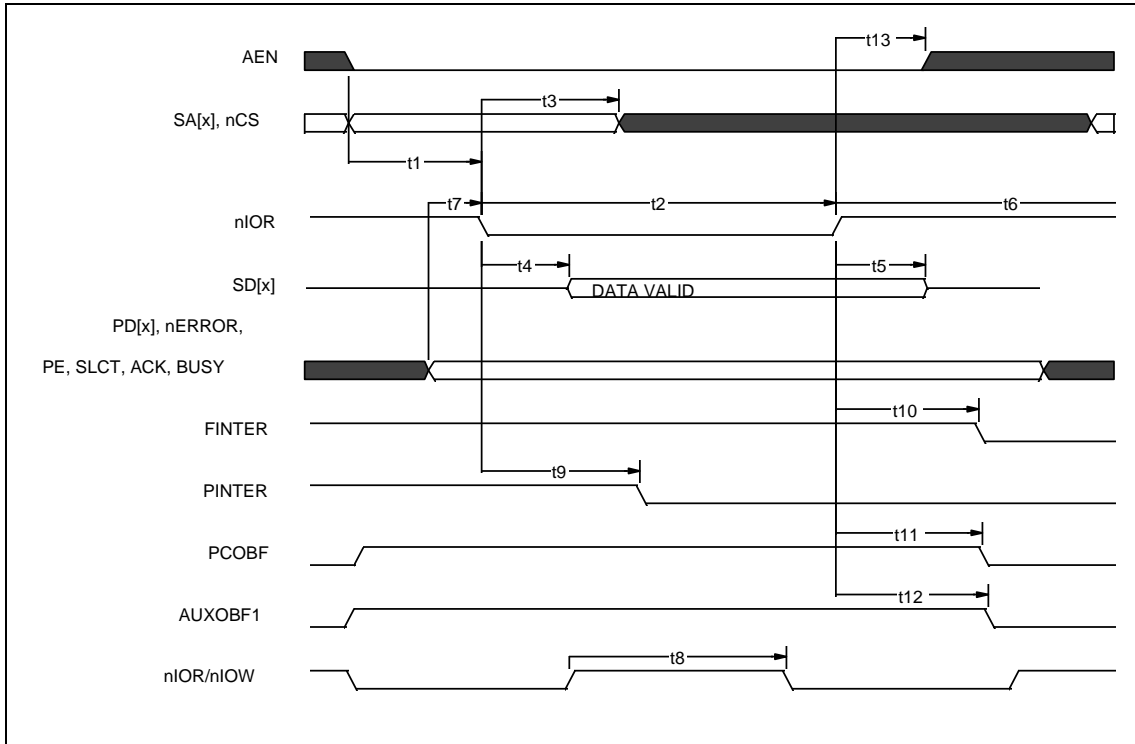 AEN
t13
t3
SA[x], nCS
t1
t7
t2
t6
nIOR
t4
t5
SD[x]
DATA VALID
PD[x], nERROR,
PE, SLCT, ACK, BUSY
t10
FINTER
t9
PINTER
t11
PCOBF
t12
AUXOBF1
t8
nIOR/nIOW